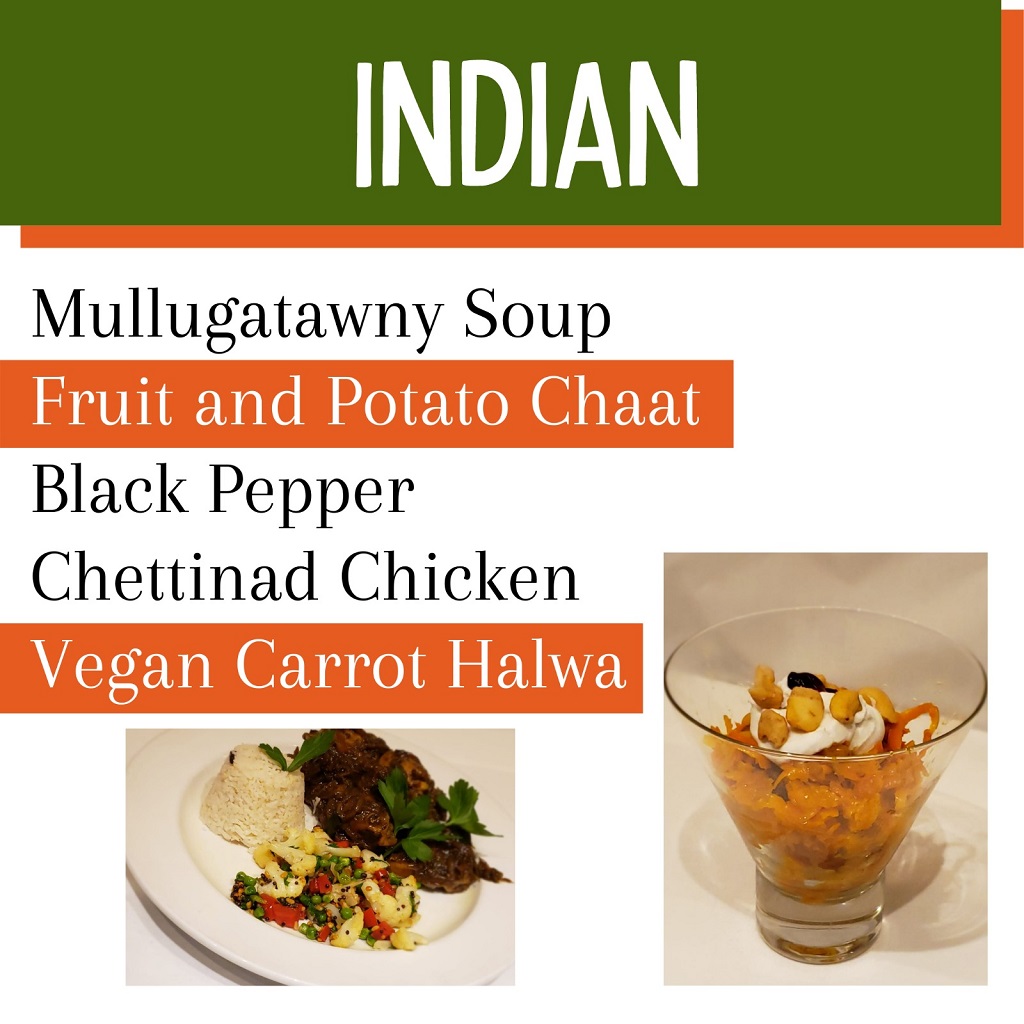 INDIAN
Mullugatawny Soup
Fruit and Potato Chaat
Black Pepper
Chettinad Chicken
Vegan Carrot Halwa